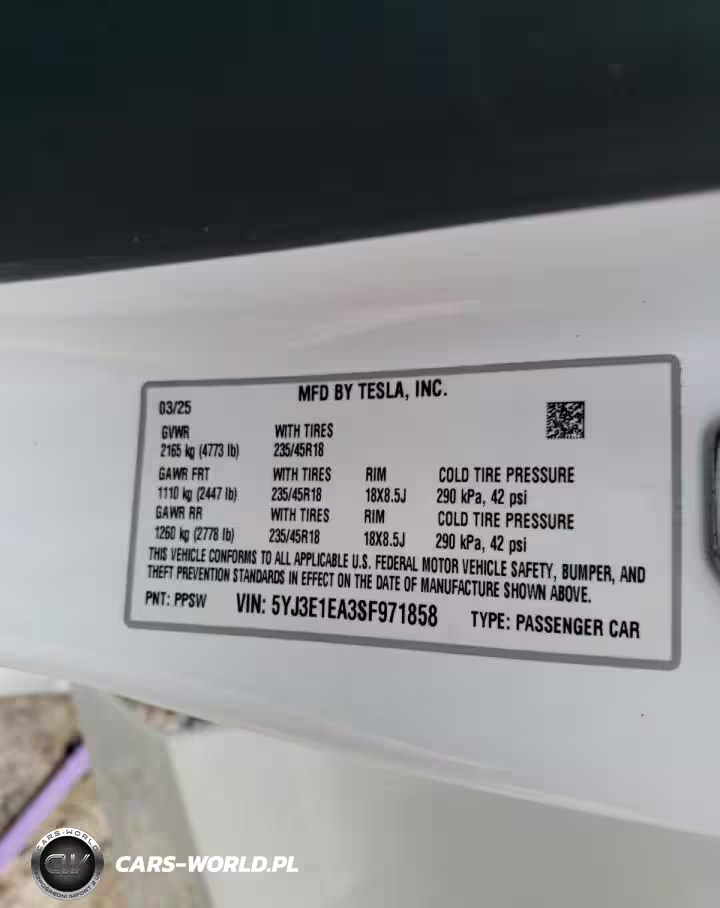 MFD BY TESLA, INC.
03/25
GVWR WITH TIRES
2165 kg (4773 lb) 235/45R18
GAWR FRT WITH TIRES RIM COLD TIRE PRESSURE
1110 kg (2447 lb) 235/45R18 18X8.5J 290 kPa, 42 psi
GAWR RR WITH TIRES RIM COLD TIRE PRESSURE
1260 kg (2778 lb) 235/45R18 18X8.5J 290 kPa, 42 psi
THIS VEHICLE CONFORMS TO ALL APPLICABLE U.S. FEDERAL MOTOR VEHICLE SAFETY, BUMPER, AND
THEFT PREVENTION STANDARDS IN EFFECT ON THE DATE OF MANUFACTURE SHOWN ABOVE.
PNT: PPSW VIN: 5YJ3E1EA3SF971858 TYPE: PASSENGER CAR
CARS-WORLD
CW
CARS-WORLD.PL